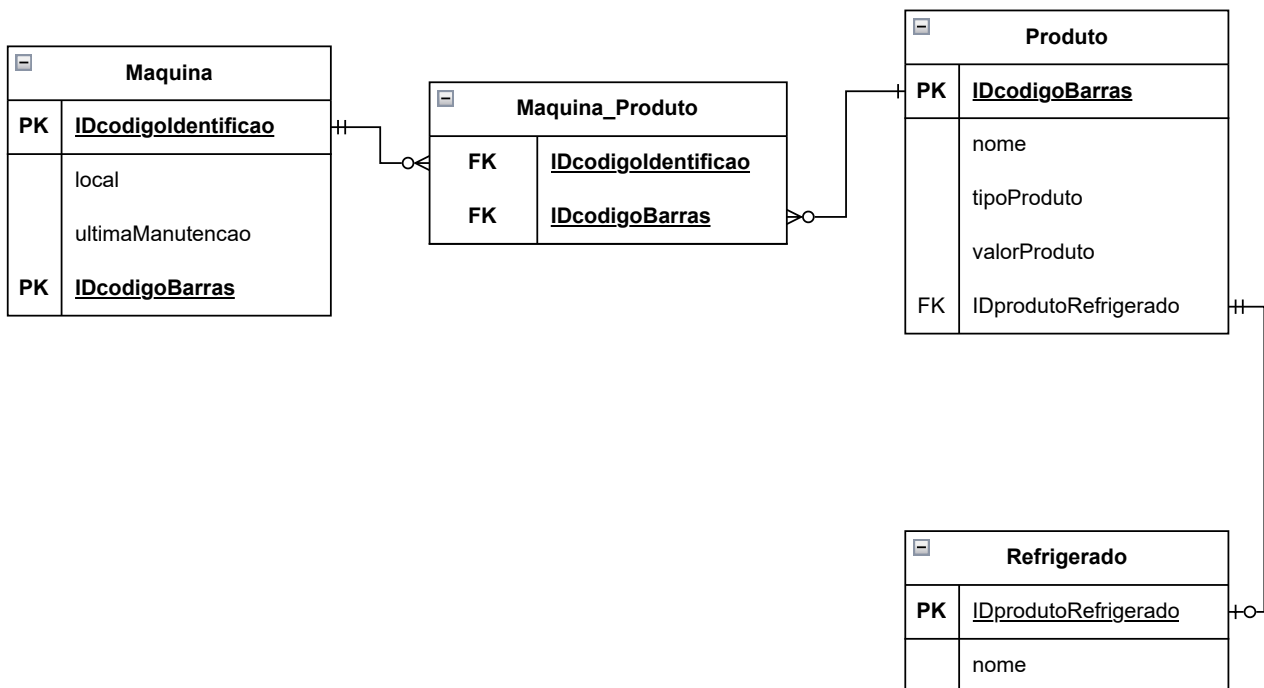 Maquina
PK IDcodigoIdentificao
local
ultimaManutencao
PK IDcodigoBarras
Maquina_Produto
FK IDcodigoIdentificao
FK IDcodigoBarras
Produto
PK IDcodigoBarras
nome
tipoProduto
valorProduto
FK IDprodutoRefrigerado
Refrigerado
PK IDprodutoRefrigerado
nome